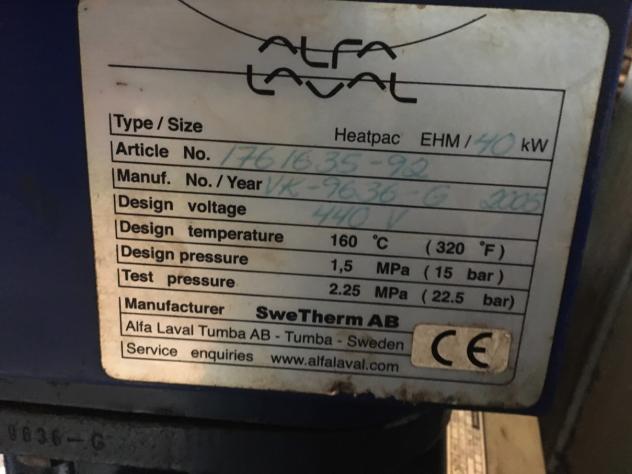 ALFA
LAVAL
Type / Size Heatpac EHM / 40 kW
Article No. 1761635-92
Manuf. No. / Year VK-9636-G 2005
Design voltage 440 V
Design temperature 160 °C ( 320 °F )
Design pressure 1,5 MPa ( 15 bar )
Test pressure 2.25 MPa ( 22.5 bar)
Manufacturer SweTherm AB
Alfa Laval Tumba AB - Tumba - Sweden
Service enquiries www.alfalaval.com
CE
9636-G